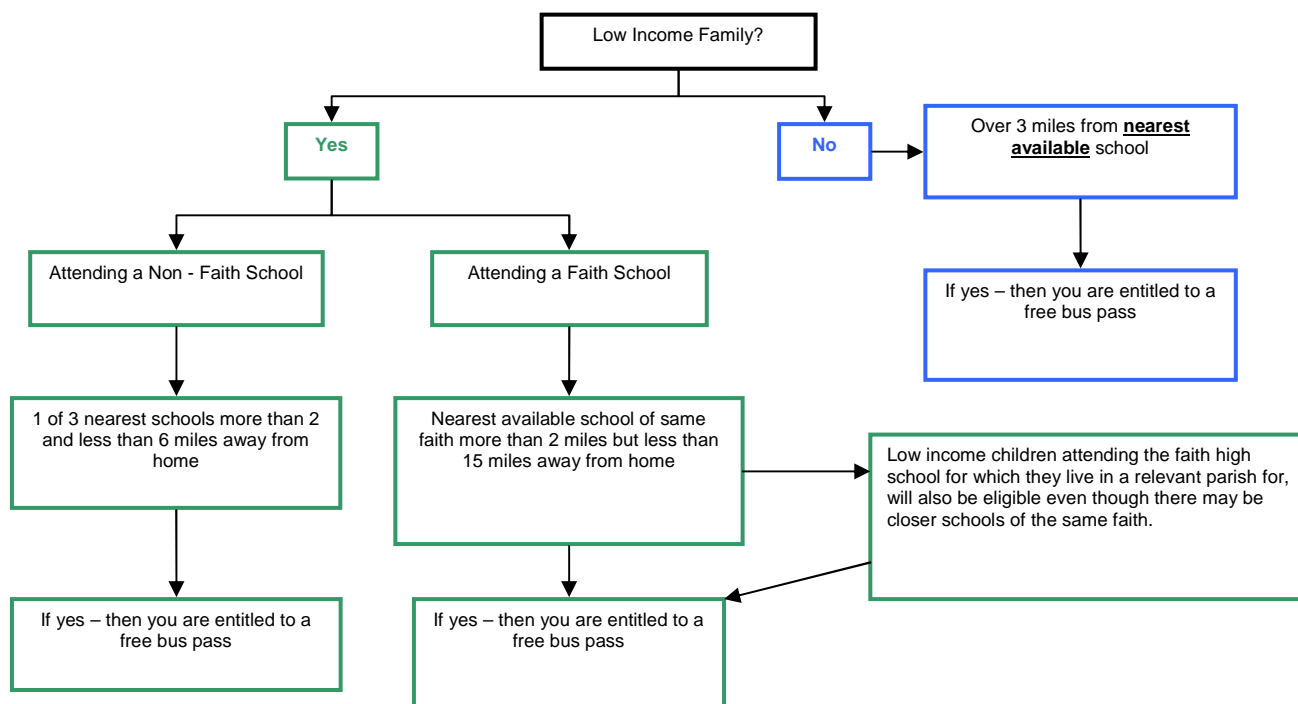 Low Income Family?
Yes
No
Over 3 miles from nearest
available school
Attending a Non - Faith School
Attending a Faith School
If yes – then you are entitled to a
free bus pass
1 of 3 nearest schools more than 2
and less than 6 miles away from
home
Nearest available school of same
faith more than 2 miles but less than
15 miles away from home
Low income children attending the faith high
school for which they live in a relevant parish for,
will also be eligible even though there may be
closer schools of the same faith.
If yes – then you are entitled to a
free bus pass
If yes – then you are entitled to a
free bus pass